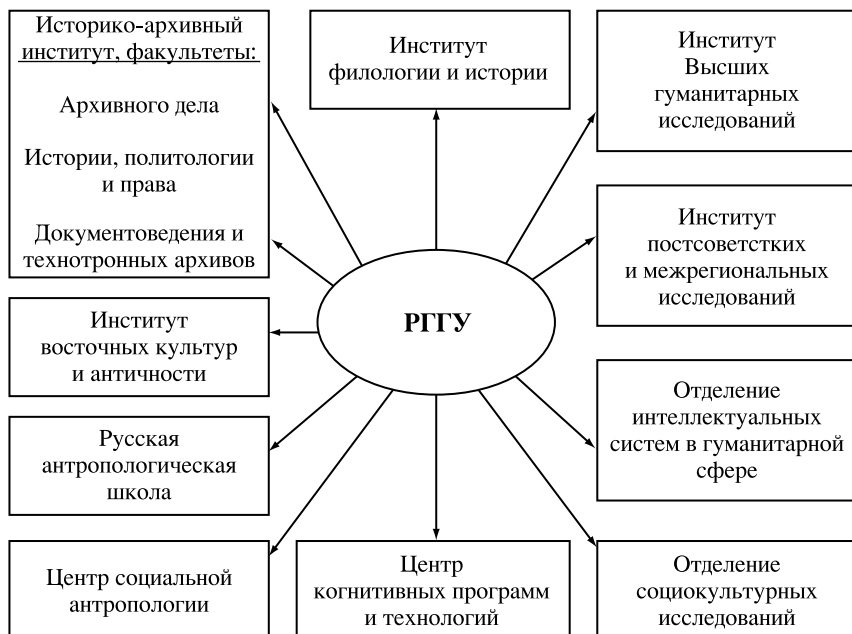 Историко-архивный
институт, факультеты:
Архивного дела
Истории, политологии
и права
Документоведения и
технотронных архивов
Институт
филологии и истории
Институт
Высших
гуманитарных
исследований
Институт
постсоветстких
и межрегиональных
исследований
РГГУ
Институт
восточных культур
и античности
Русская
антропологическая
школа
Отделение
интеллектуальных
систем в гуманитарной
сфере
Центр социальной
антропологии
Центр
когнитивных программ
и технологий
Отделение
социокультурных
исследований